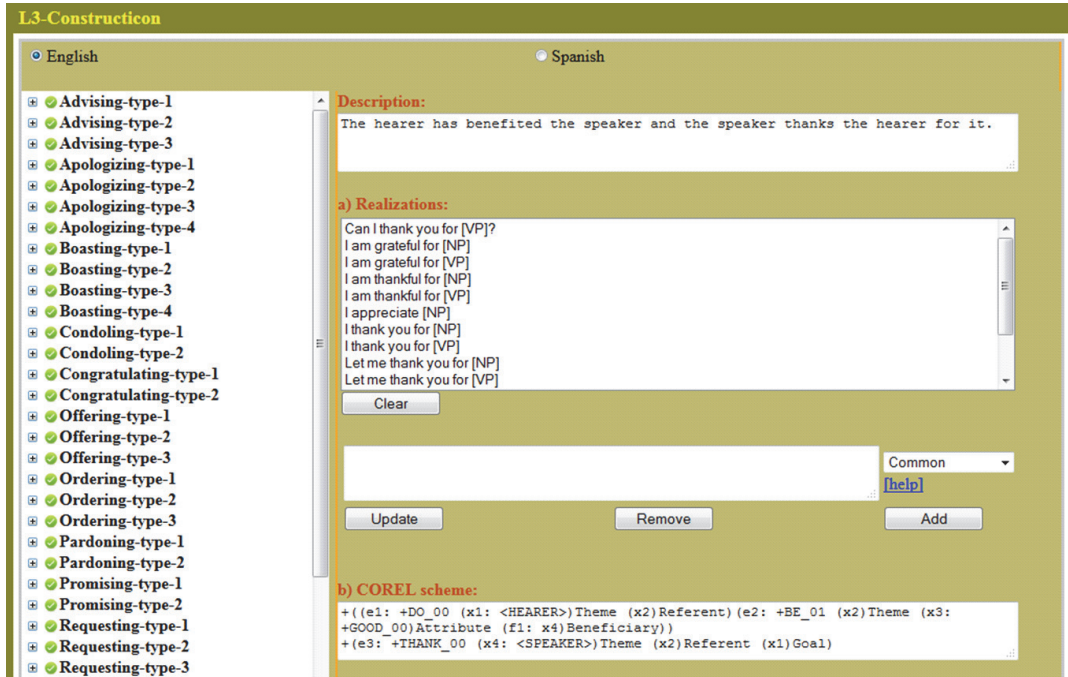 L3-Constructicon
English
Spanish
Advising-type-1
Advising-type-2
Advising-type-3
Apologizing-type-1
Apologizing-type-2
Apologizing-type-3
Apologizing-type-4
Boasting-type-1
Boasting-type-2
Boasting-type-3
Boasting-type-4
Condoling-type-1
Condoling-type-2
Congratulating-type-1
Congratulating-type-2
Offering-type-1
Offering-type-2
Offering-type-3
Ordering-type-1
Ordering-type-2
Ordering-type-3
Pardoning-type-1
Pardoning-type-2
Promising-type-1
Promising-type-2
Requesting-type-1
Requesting-type-2
Requesting-type-3
Description:
The hearer has benefited the speaker and the speaker thanks the hearer for it.
a) Realizations:
Can I thank you for [VP]?
I am grateful for [NP]
I am grateful for [VP]
I am thankful for [NP]
I am thankful for [VP]
I appreciate [NP]
I thank you for [NP]
I thank you for [VP]
Let me thank you for [NP]
Let me thank you for [VP]
Clear
Common
[help]
Update
Remove
Add
b) COREL scheme:
+((e1: +DO_00 (x1: <HEARER>)Theme (x2)Referent)(e2: +BE_01 (x2)Theme (x3:
+GOOD_00)Attribute (f1: x4)Beneficiary))
+(e3: +THANK_00 (x4: <SPEAKER>)Theme (x2)Referent (x1)Goal)